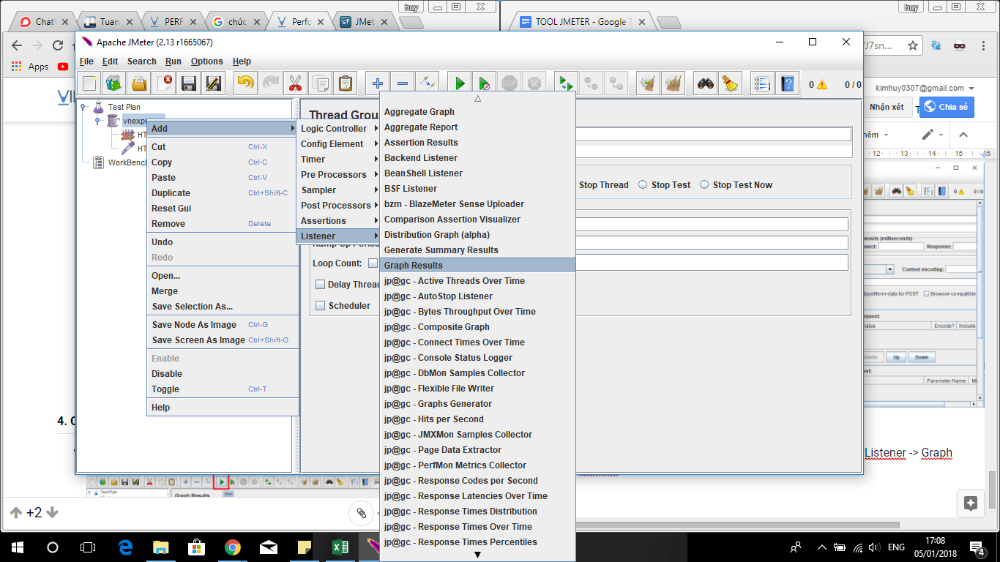 huy
huy
Chat
Tuan
PERF
chức
Perfo
JMet
TOOL JMETER - Google T
Apps
J7sn...
Apache JMeter (2.13 r1665067)
File Edit Search Run Options Help
0
0 / 0
kimhuy0307@gmail.com
Nhận xét
Chia sẻ
Test Plan
vnexpr
HT
HT
WorkBench
Thread Grou
Add
Cut Ctrl-X
Copy Ctrl-C
Paste Ctrl-V
Duplicate Ctrl+Shift-C
Reset Gui
Remove Delete
Undo
Redo
Open...
Merge
Save Selection As...
Save Node As Image Ctrl-G
Save Screen As Image Ctrl+Shift-G
Enable
Disable
Toggle Ctrl-T
Help
Logic Controller
Config Element
Timer
Pre Processors
Sampler
Post Processors
Assertions
Listener
Aggregate Graph
Aggregate Report
Assertion Results
Backend Listener
BeanShell Listener
BSF Listener
bzm - BlazeMeter Sense Uploader
Comparison Assertion Visualizer
Distribution Graph (alpha)
Generate Summary Results
Graph Results
jp@gc - Active Threads Over Time
jp@gc - AutoStop Listener
jp@gc - Bytes Throughput Over Time
jp@gc - Composite Graph
jp@gc - Connect Times Over Time
jp@gc - Console Status Logger
jp@gc - DbMon Samples Collector
jp@gc - Flexible File Writer
jp@gc - Graphs Generator
jp@gc - Hits per Second
jp@gc - JMXMon Samples Collector
jp@gc - Page Data Extractor
jp@gc - PerfMon Metrics Collector
jp@gc - Response Codes per Second
jp@gc - Response Latencies Over Time
jp@gc - Response Times Distribution
jp@gc - Response Times Over Time
jp@gc - Response Times Percentiles
Stop Thread Stop Test Stop Test Now
Loop Count:
Delay Thread
Scheduler
hêm
12 13 14 15 16
0 0 / 0
meouts (milliseconds)
nect: Response:
Content encoding:
tipart/form-data for POST Browser-compatible
equest:
Value Encode? Include
Delete Up Down
est:
Parameter Name MI
4.
Listener -> Graph
Test Plan
Graph Results
Start
+2
ENG
17:08
05/01/2018
4